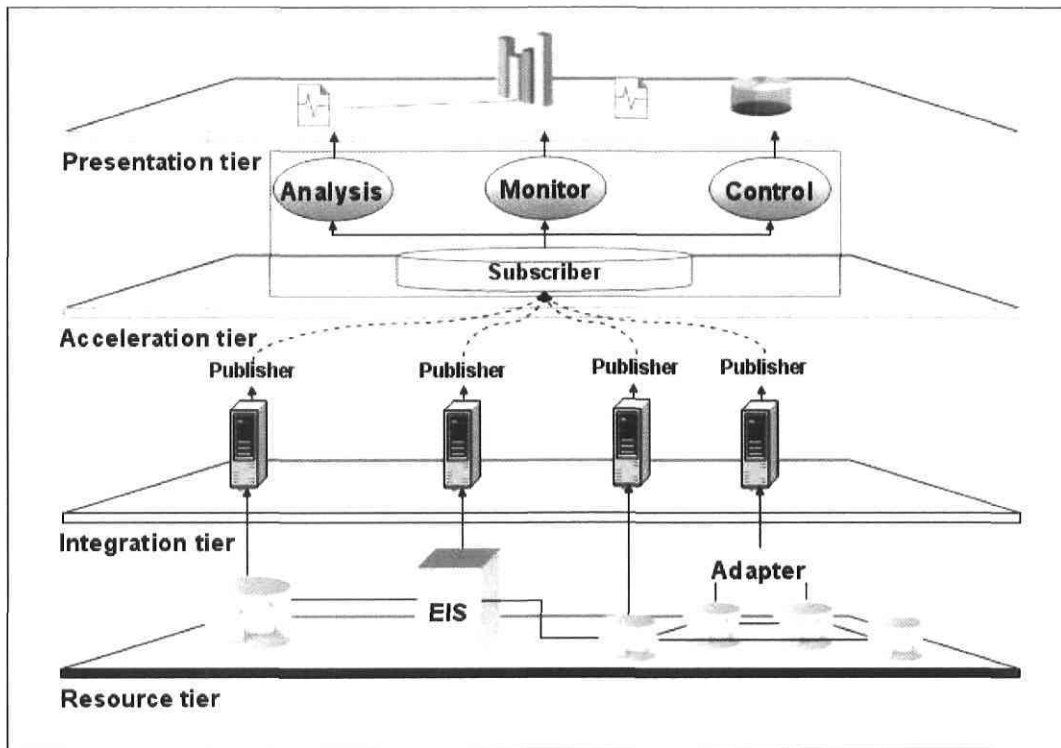 Presentation tier
Analysis
Monitor
Control
Subscriber
Acceleration tier
Publisher
Publisher
Publisher
Publisher
Integration tier
Adapter
EIS
Resource tier